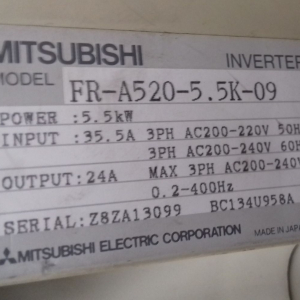 MITSUBISHI INVERTER
MODEL FR-A520-5.5K-09
POWER :5.5kW
INPUT :35.5A 3PH AC200-220V 50H
3PH AC200-240V 60H
OUTPUT:24A MAX 3PH AC200-240V
0.2-400Hz
SERIAL:Z8ZA13099 BC134U958A
MITSUBISHI ELECTRIC CORPORATION MADE IN JAPA